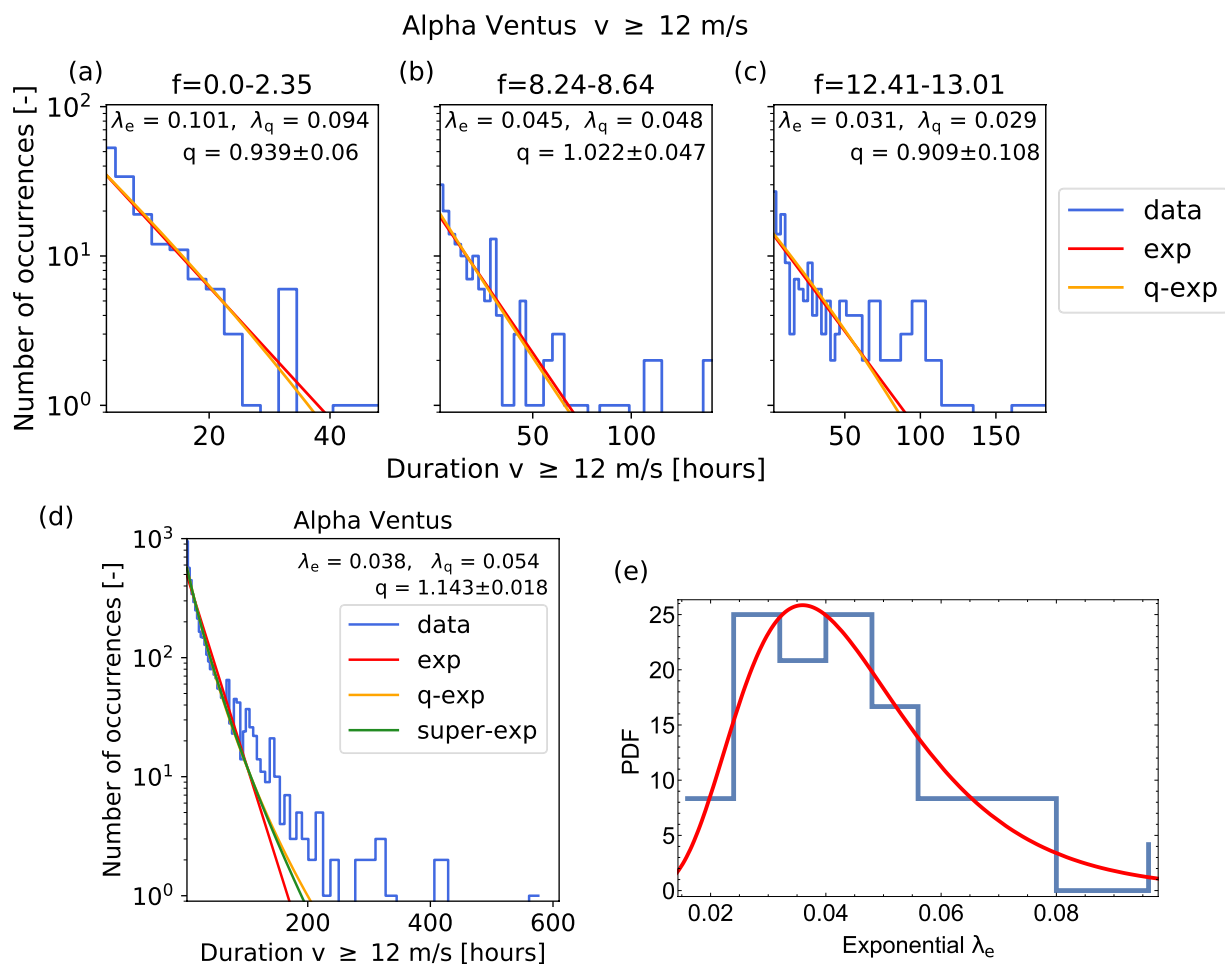 Alpha Ventus v ≥ 12 m/s
(a)
f=0.0-2.35
(b)
f=8.24-8.64
(c)
f=12.41-13.01
λe = 0.101, λq = 0.094
q = 0.939±0.06
λe = 0.045, λq = 0.048
q = 1.022±0.047
λe = 0.031, λq = 0.029
q = 0.909±0.108
Number of occurrences [-]
10²
10¹
10⁰
20
40
50
100
50
100
150
Duration v ≥ 12 m/s [hours]
data
exp
q-exp
(d)
Alpha Ventus
λe = 0.038, λq = 0.054
q = 1.143±0.018
data
exp
q-exp
super-exp
Number of occurrences [-]
10³
10²
10¹
10⁰
0
200
400
600
Duration v ≥ 12 m/s [hours]
(e)
PDF
25
20
15
10
5
0
0.02
0.04
0.06
0.08
Exponential λe